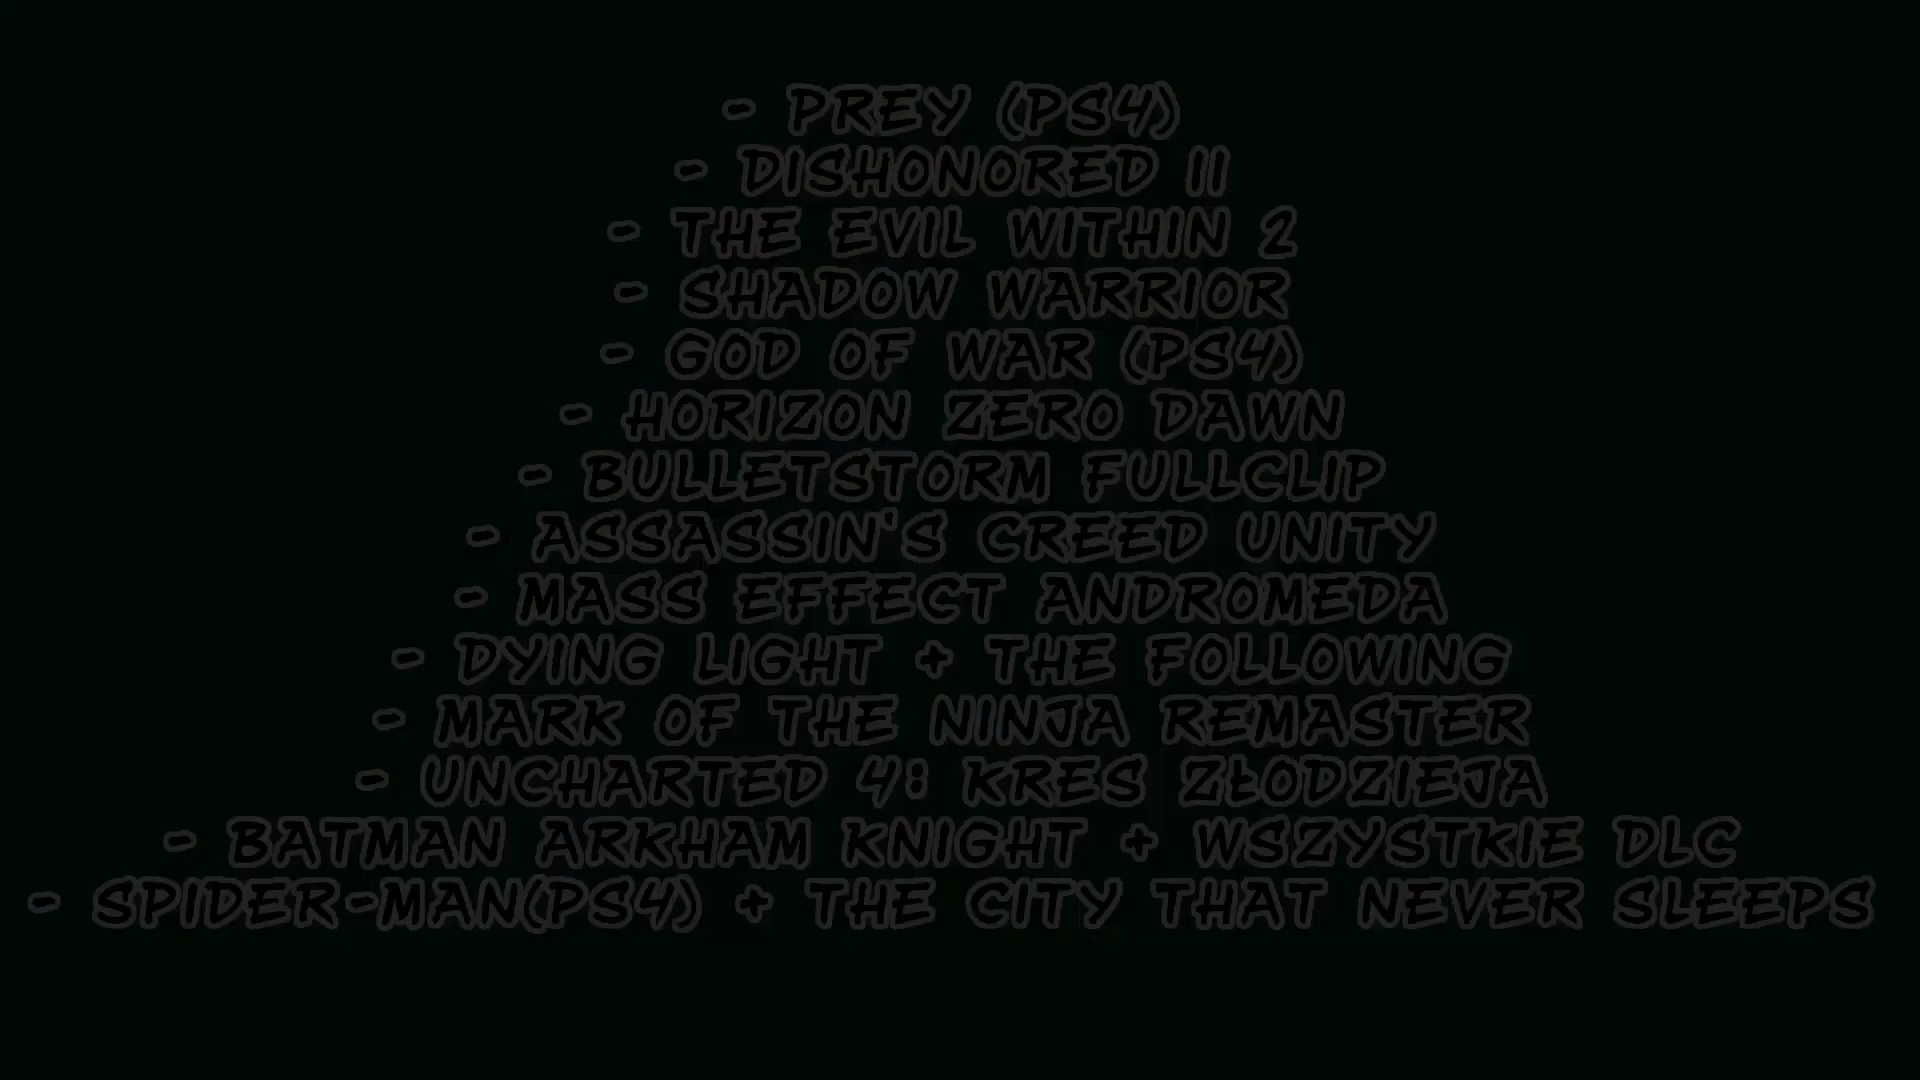 - PREY (PS4)
- DISHONORED II
- THE EVIL WITHIN 2
- SHADOW WARRIOR
- GOD OF WAR (PS4)
- HORIZON ZERO DAWN
- BULLETSTORM FULLCLIP
- ASSASSIN'S CREED UNITY
- MASS EFFECT ANDROMEDA
- DYING LIGHT + THE FOLLOWING
- MARK OF THE NINJA REMASTER
- UNCHARTED 4: KRES ZŁODZIEJA
- BATMAN ARKHAM KNIGHT + WSZYSTKIE DLC
- SPIDER-MAN(PS4) + THE CITY THAT NEVER SLEEPS